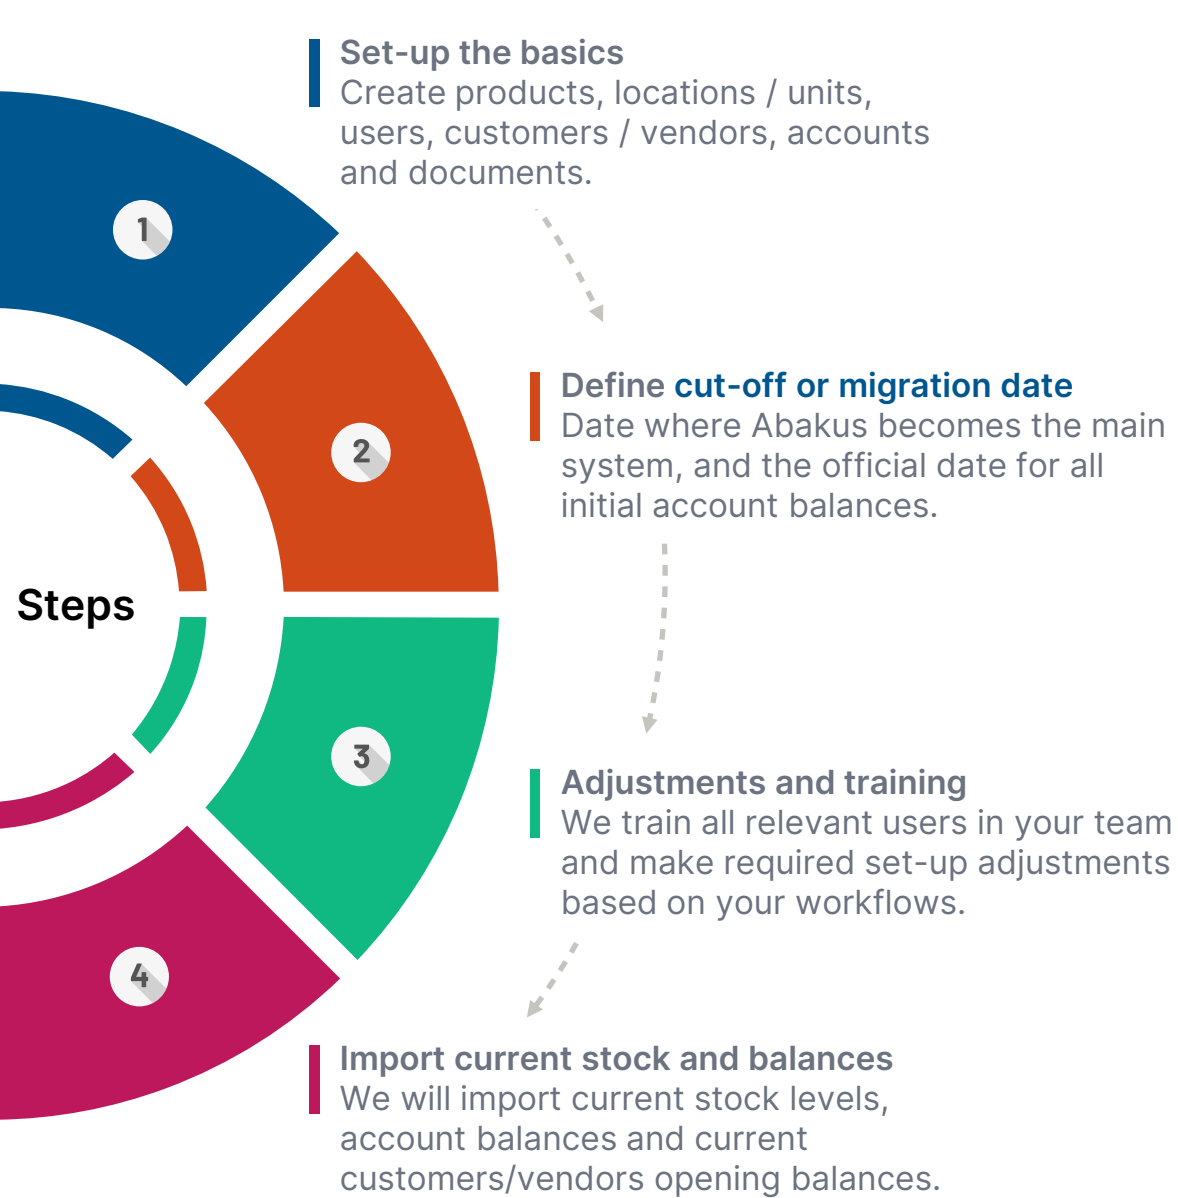 Set-up the basics
Create products, locations / units,
users, customers / vendors, accounts
and documents.
1
Define cut-off or migration date
Date where Abakus becomes the main
system, and the official date for all
initial account balances.
2
Steps
3
Adjustments and training
We train all relevant users in your team
and make required set-up adjustments
based on your workflows.
4
Import current stock and balances
We will import current stock levels,
account balances and current
customers/vendors opening balances.